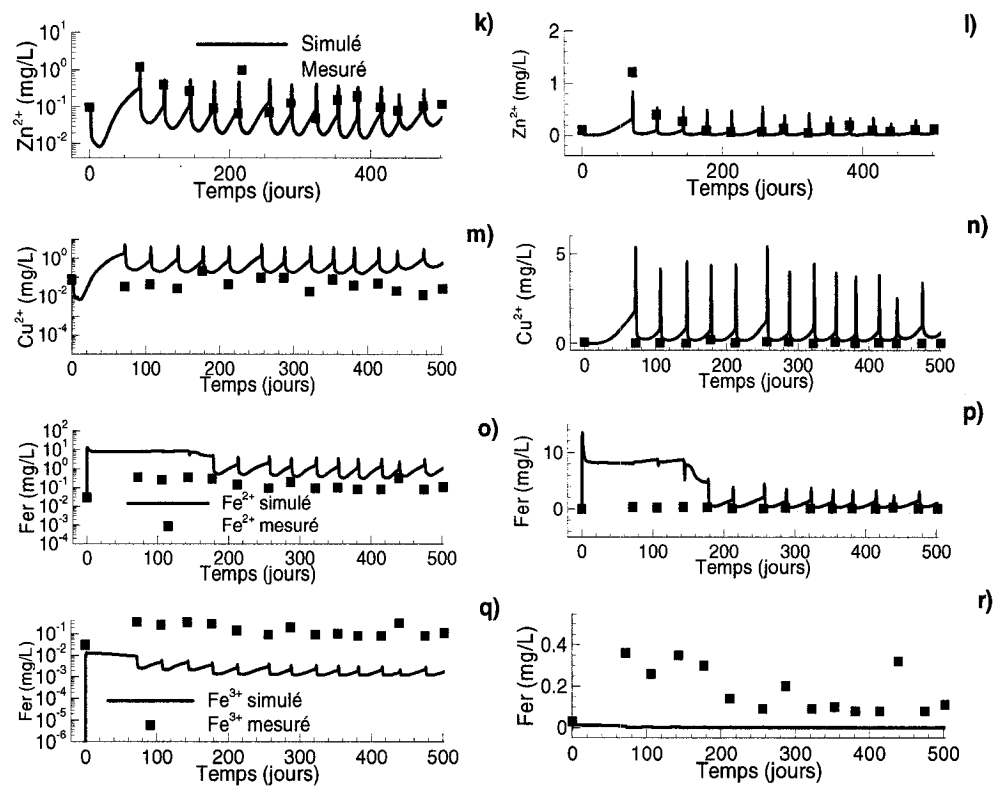 k)
Zn²⁺ (mg/L)
10¹
10⁰
10⁻¹
10⁻²
Simulé
Mesuré
0
200
400
Temps (jours)
l)
Zn²⁺ (mg/L)
2
1
0
0
200
400
Temps (jours)
m)
Cu²⁺ (mg/L)
10⁰
10⁻²
10⁻⁴
0
100
200
300
400
500
Temps (jours)
n)
Cu²⁺ (mg/L)
5
0
0
100
200
300
400
500
Temps (jours)
o)
Fer (mg/L)
10²
10¹
10⁰
10⁻¹
10⁻²
10⁻³
10⁻⁴
Fe²⁺ simulé
Fe²⁺ mesuré
0
100
200
300
400
500
Temps (jours)
p)
Fer (mg/L)
10
0
0
100
200
300
400
500
Temps (jours)
q)
Fer (mg/L)
10⁻¹
10⁻²
10⁻³
10⁻⁴
10⁻⁵
10⁻⁶
Fe³⁺ simulé
Fe³⁺ mesuré
0
100
200
300
400
500
Temps (jours)
r)
Fer (mg/L)
0.4
0.2
0
0
100
200
300
400
500
Temps (jours)